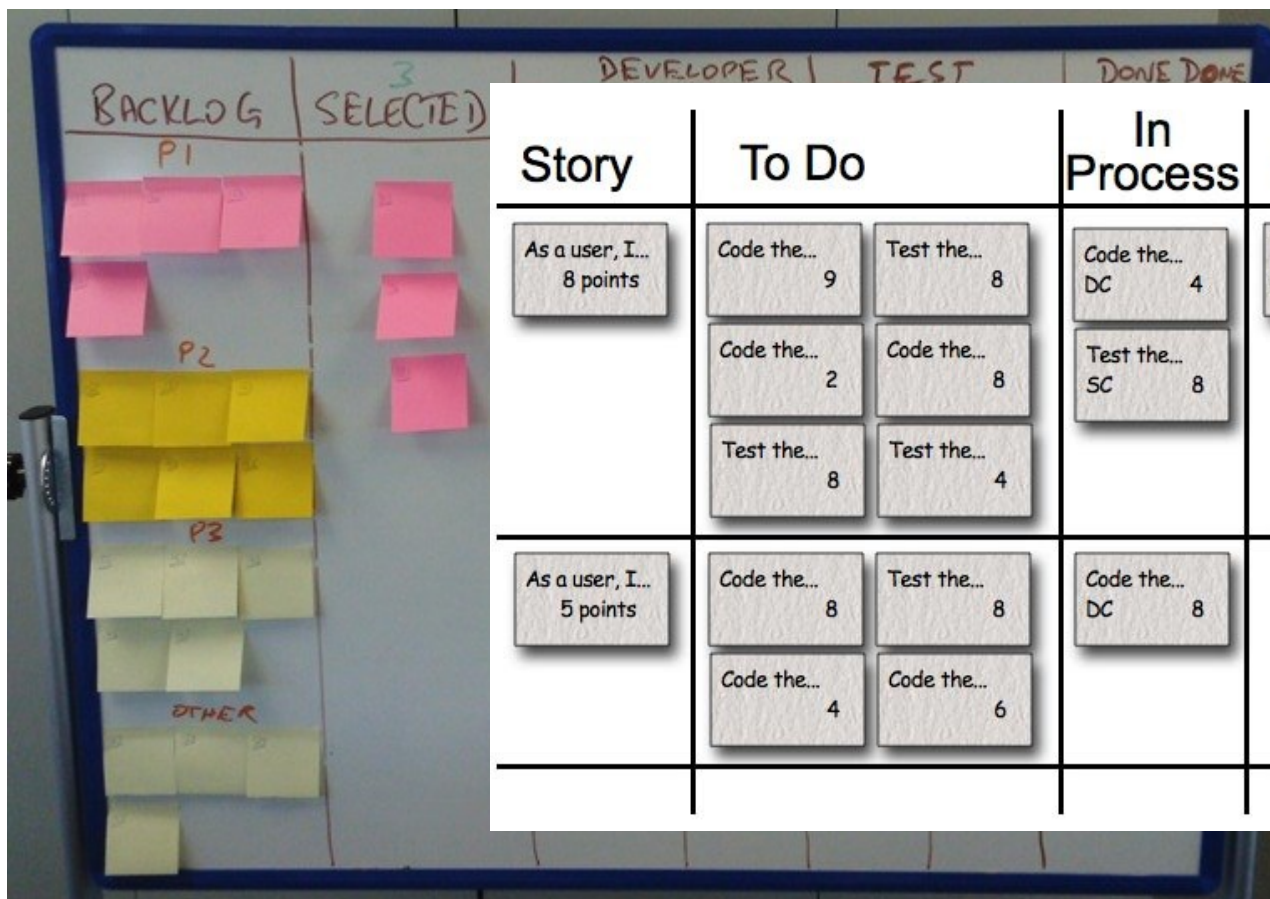 BACKLOG
3
SELECTED
DEVELOPER
TEST
DONE DONE
P1
P2
P3
OTHER
Story
To Do
In
Process
As a user, I...
8 points
Code the...
9
Test the...
8
Code the...
2
Code the...
8
Test the...
8
Test the...
4
Code the...
DC 4
Test the...
SC 8
As a user, I...
5 points
Code the...
8
Test the...
8
Code the...
4
Code the...
6
Code the...
DC 8